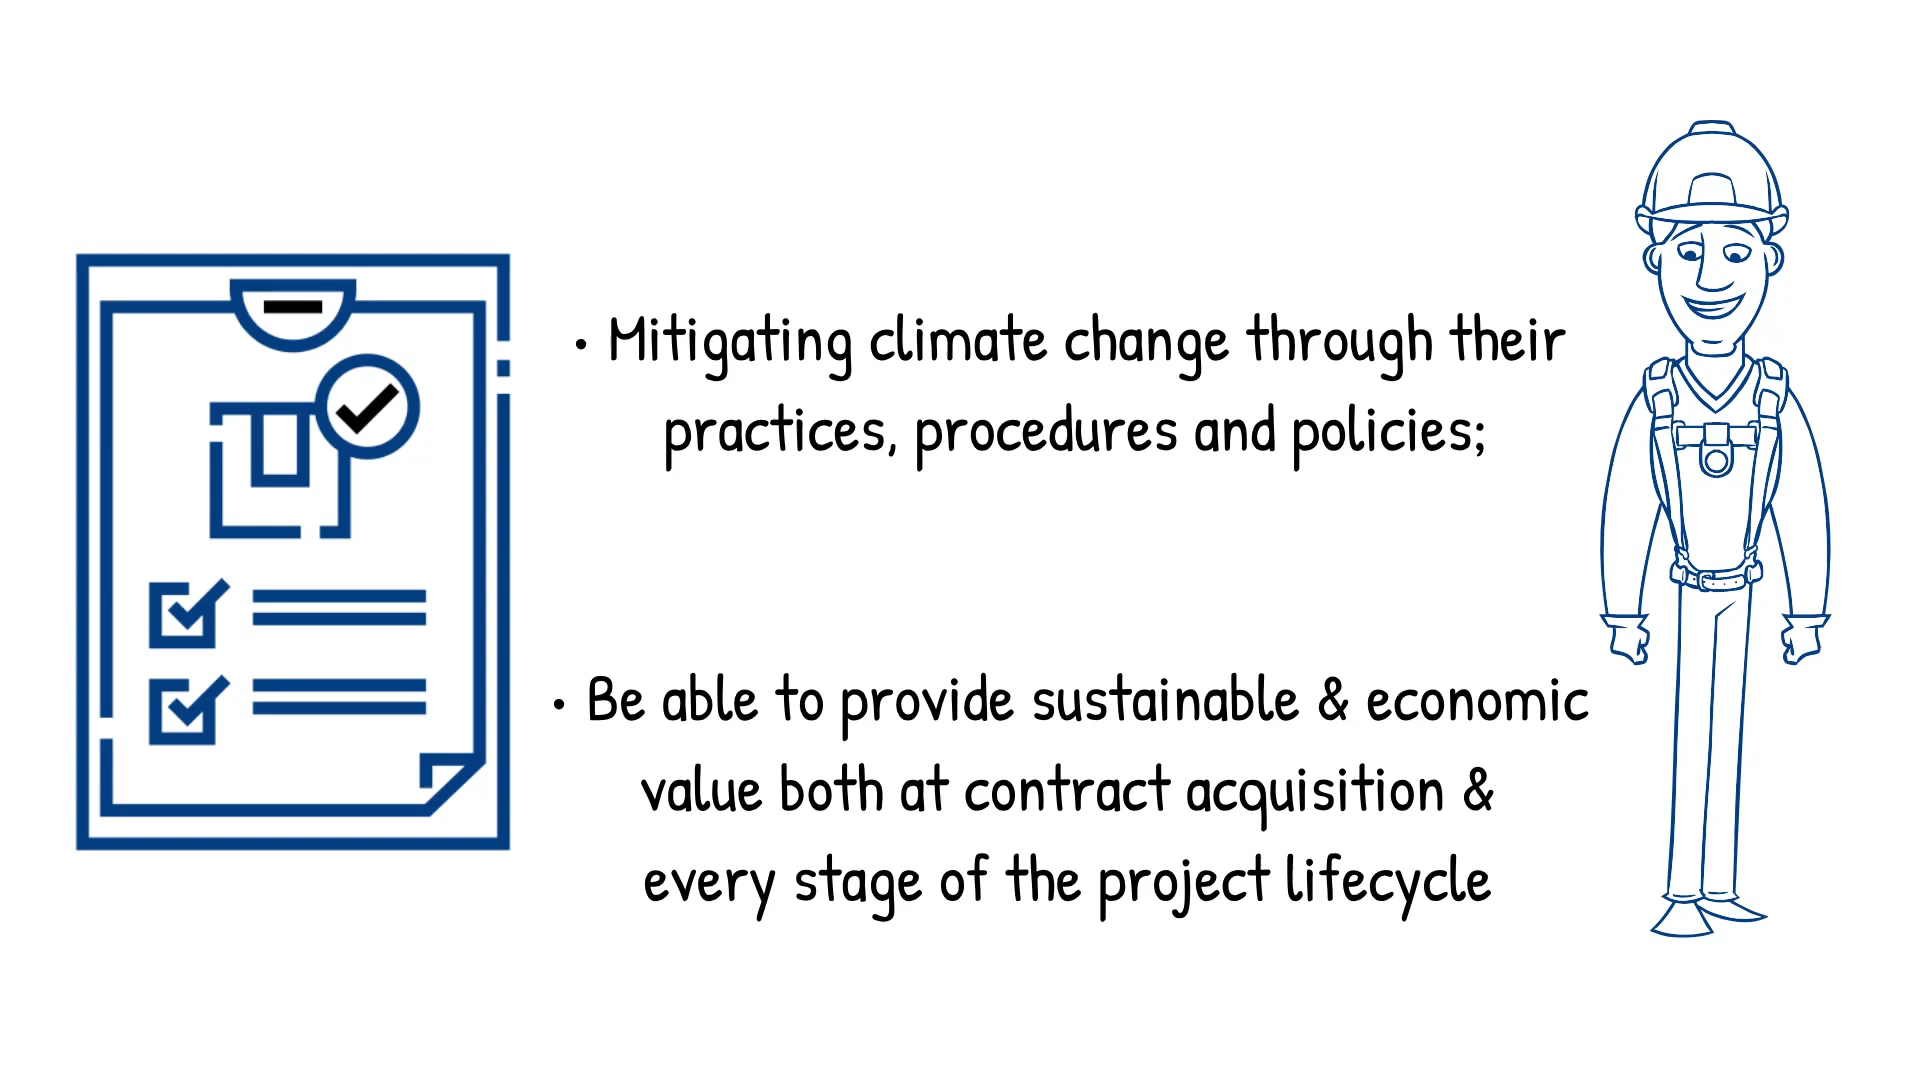 • Mitigating climate change through their
practices, procedures and policies;
• Be able to provide sustainable & economic
value both at contract acquisition &
every stage of the project lifecycle